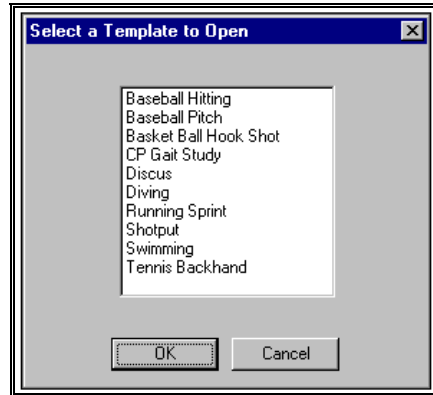 Select a Template to Open
Baseball Hitting
Baseball Pitch
Basket Ball Hook Shot
CP Gait Study
Discus
Diving
Running Sprint
Shotput
Swimming
Tennis Backhand
OK Cancel